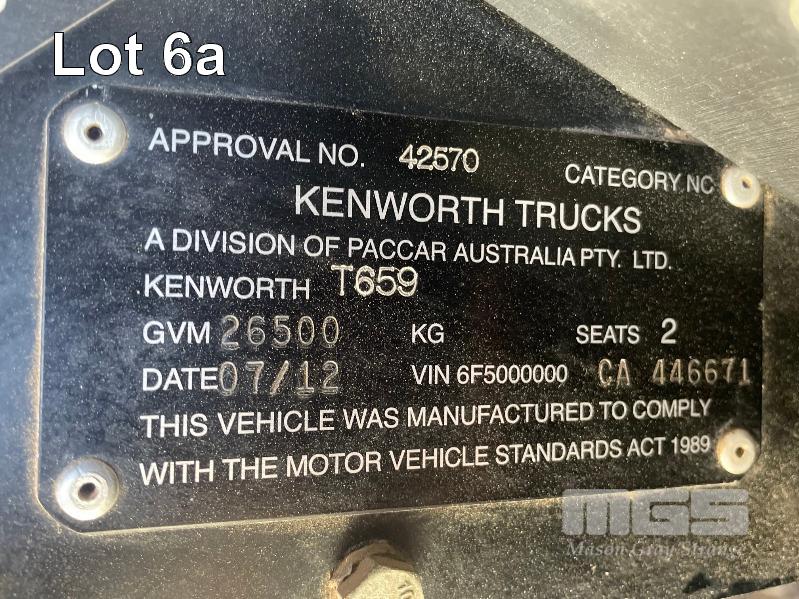 Lot 6a
APPROVAL NO. 42570 CATEGORY NC
KENWORTH TRUCKS
A DIVISION OF PACCAR AUSTRALIA PTY. LTD.
KENWORTH T659
GVM 26500 KG SEATS 2
DATE 07/12 VIN 6F5000000 CA 446671
THIS VEHICLE WAS MANUFACTURED TO COMPLY
WITH THE MOTOR VEHICLE STANDARDS ACT 1989
MGS
Mason Gray Strange